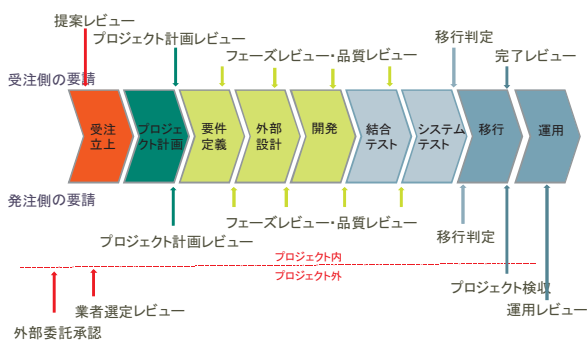 提案レビュー
プロジェクト計画レビュー
フェーズレビュー・品質レビュー
移行判定
完了レビュー
受注側の要請
受注
立上
プロジェ
クト計画
要件
定義
外部
設計
開発
結合
テスト
システム
テスト
移行
運用
発注側の要請
プロジェクト計画レビュー
フェーズレビュー・品質レビュー
移行判定
プロジェクト内
プロジェクト外
プロジェクト検収
業者選定レビュー
運用レビュー
外部委託承認